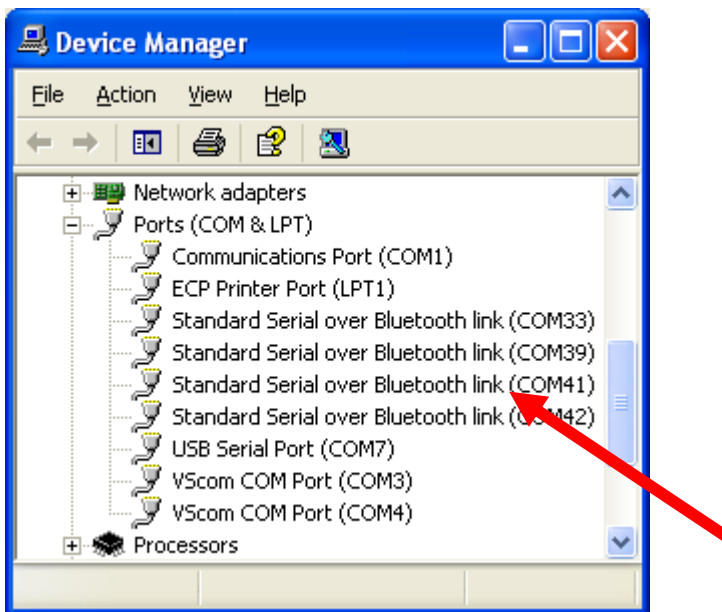 Device Manager
File Action View Help
Network adapters
Ports (COM & LPT)
Communications Port (COM1)
ECP Printer Port (LPT1)
Standard Serial over Bluetooth link (COM33)
Standard Serial over Bluetooth link (COM39)
Standard Serial over Bluetooth link (COM41)
Standard Serial over Bluetooth link (COM42)
USB Serial Port (COM7)
VScom COM Port (COM3)
VScom COM Port (COM4)
Processors